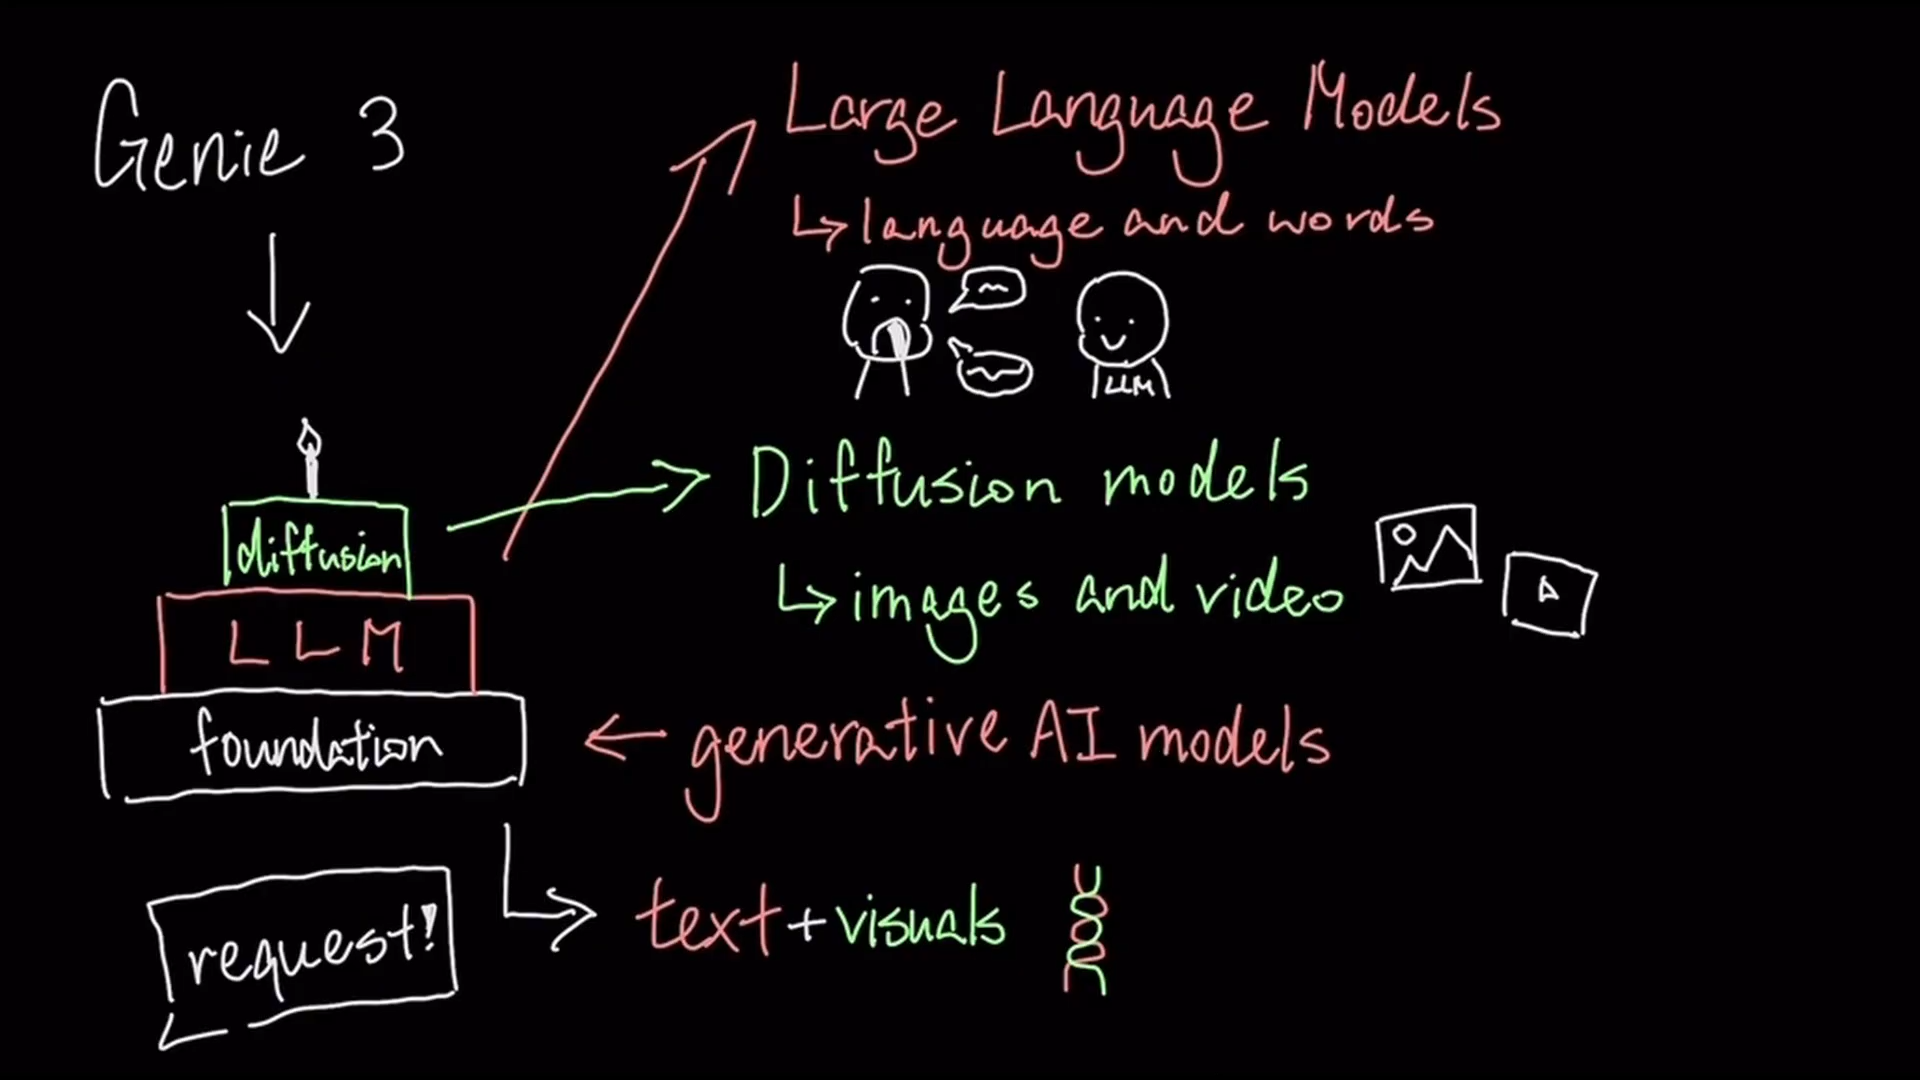 Genie 3
Large Language Models
language and words
LLM
Diffusion models
images and video
diffusion
LLM
foundation
generative AI models
text + visuals
request!